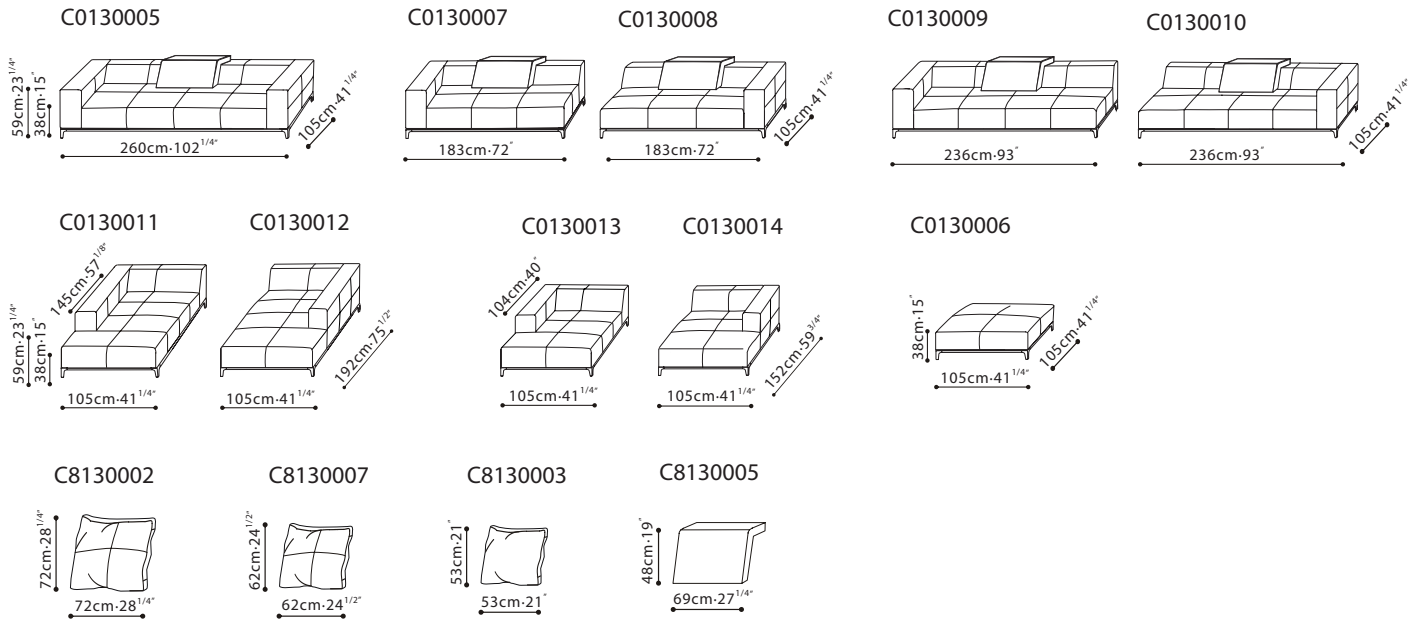 C0130005
C0130007
C0130008
C0130009
C0130010
59cm·23 1/4"
38cm·15"
260cm·102 1/4"
105cm·41 1/4"
183cm·72"
183cm·72"
105cm·41 1/4"
236cm·93"
236cm·93"
105cm·41 1/4"
C0130011
C0130012
C0130013
C0130014
C0130006
145cm·57 1/8"
59cm·23 1/4"
38cm·15"
105cm·41 1/4"
105cm·41 1/4"
192cm·75 1/2"
104cm·40"
105cm·41 1/4"
105cm·41 1/4"
152cm·59 3/4"
38cm·15"
105cm·41 1/4"
105cm·41 1/4"
C8130002
C8130007
C8130003
C8130005
72cm·28 1/4"
72cm·28 1/4"
62cm·24 1/2"
62cm·24 1/2"
53cm·21"
53cm·21"
48cm·19"
69cm·27 1/4"